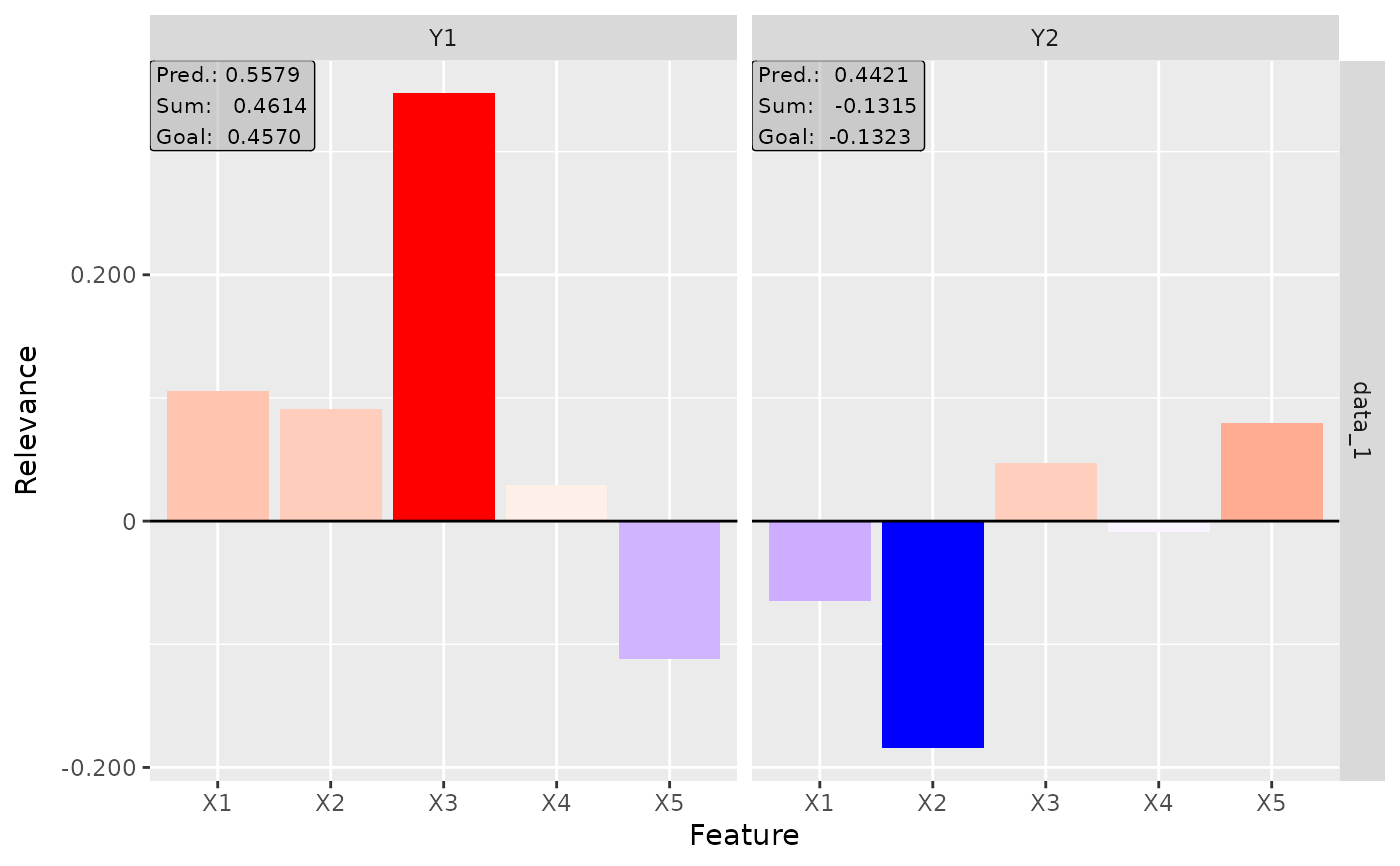 Y1
Y2
Pred.: 0.5579
Sum: 0.4614
Goal: 0.4570
Pred.: 0.4421
Sum: -0.1315
Goal: -0.1323
data_1
Relevance
0.200
0
-0.200
X1 X2 X3 X4 X5
X1 X2 X3 X4 X5
Feature